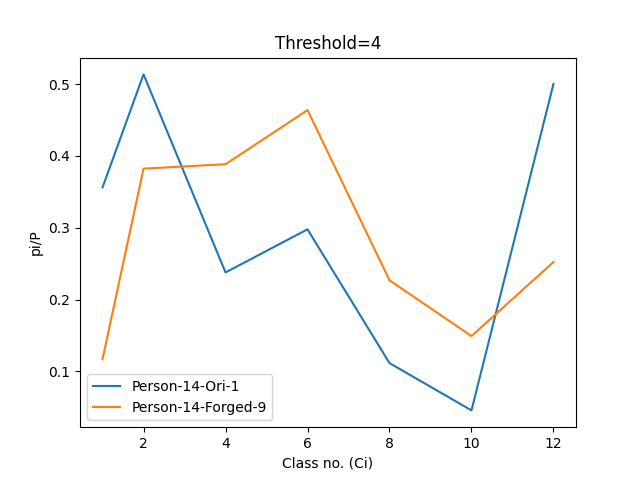 Threshold=4
pi/P
0.5
0.4
0.3
0.2
0.1
Person-14-Ori-1
Person-14-Forged-9
2 4 6 8 10 12
Class no. (Ci)